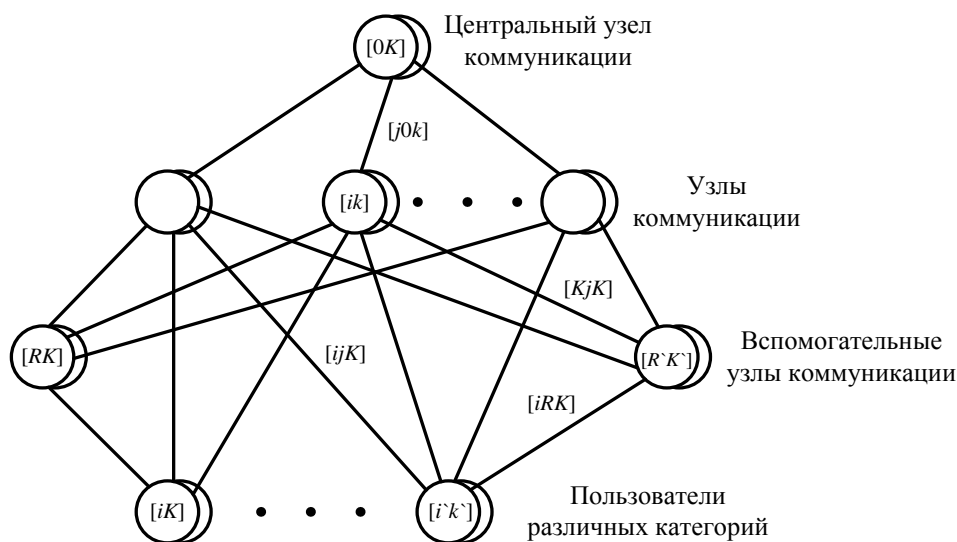 Центральный узел
коммуникации
[0K]
[j0k]
[ik]
Узлы
коммуникации
[KjK]
[RK]
[ijK]
[R`K`]
Вспомогательные
узлы коммуникации
[iRK]
[iK]
[i`k`]
Пользователи
различных категорий